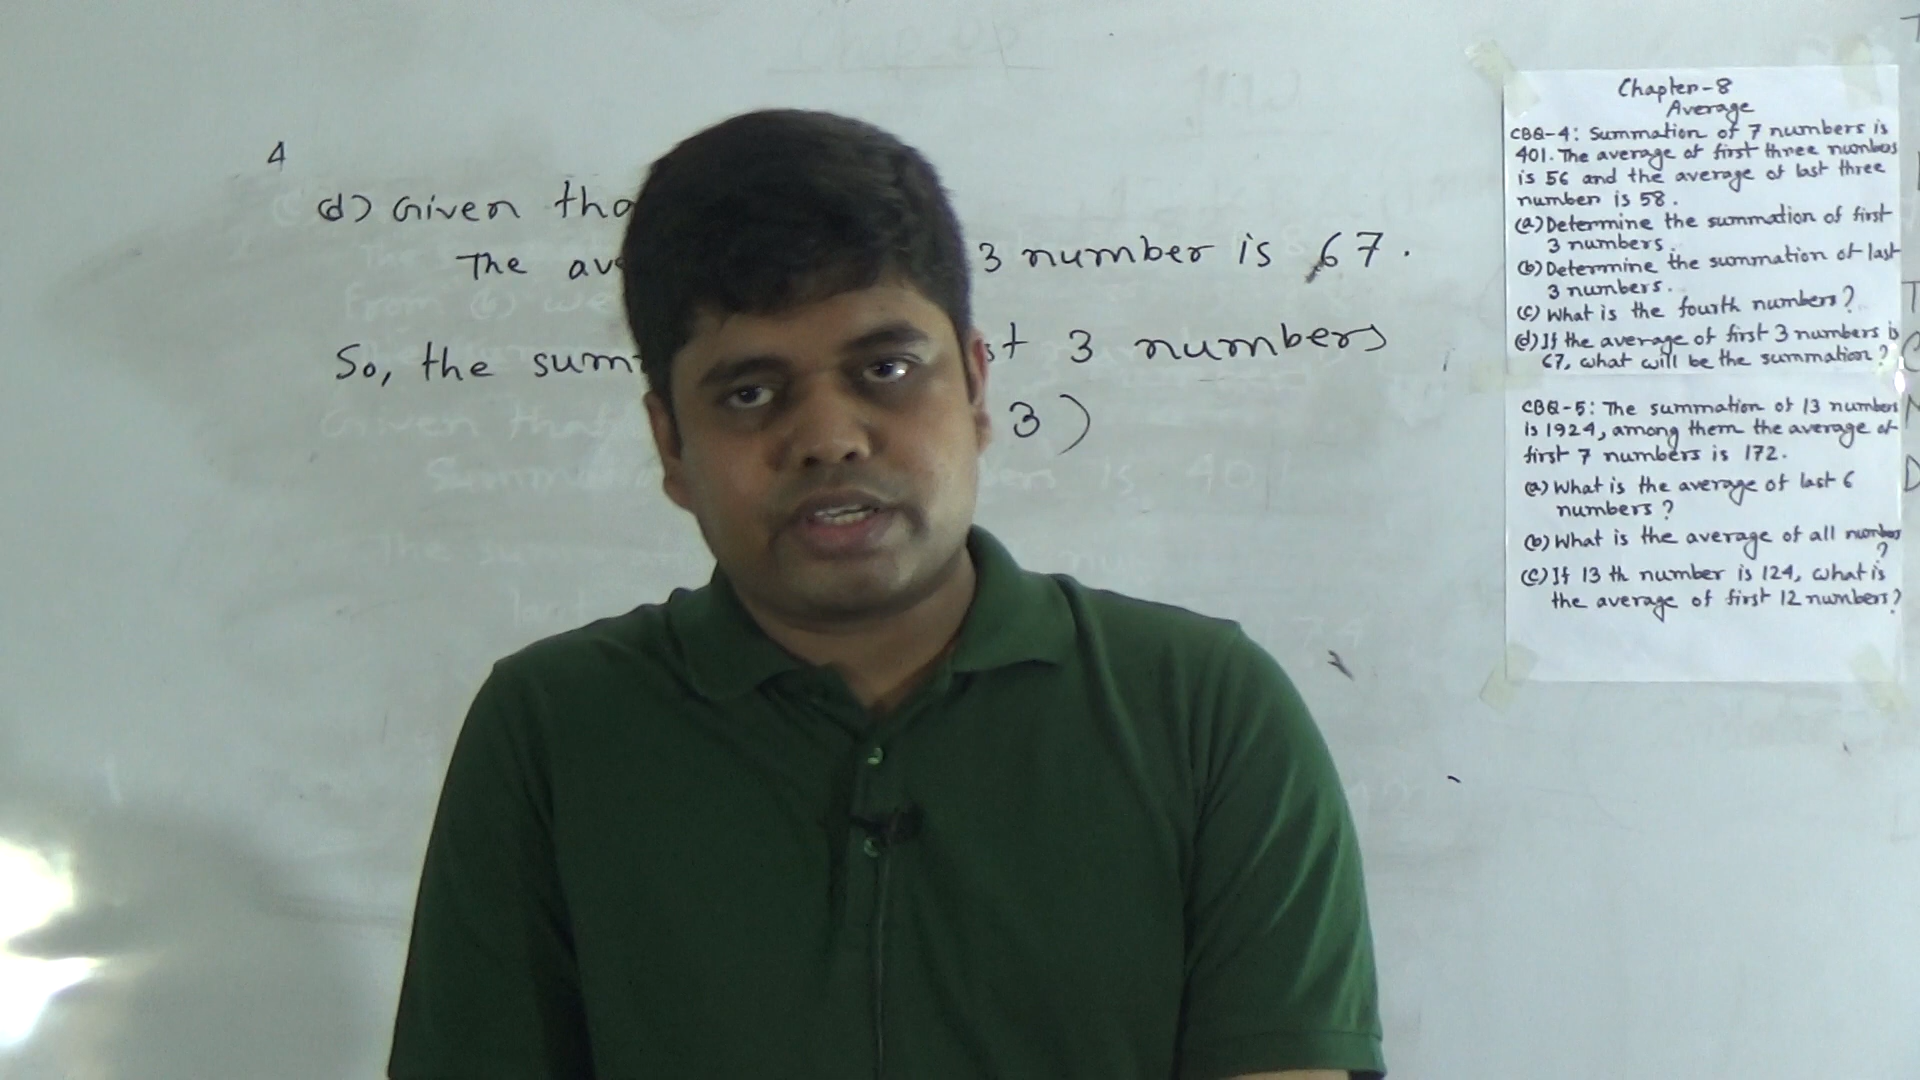 4
d) Given tha
The ave 3 number is 67.
So, the summ st 3 numbers
3)
Chapter-8
Average
CBQ-4: Summation of 7 numbers is
401. The average of first three numbers
is 56 and the average of last three
number is 58.
(a) Determine the summation of first
3 numbers.
(b) Determine the summation of last
3 numbers.
(c) What is the fourth numbers?
(d) If the average of first 3 numbers is
67, what will be the summation?
CBQ-5: The summation of 13 numbers
is 1924, among them the average of
first 7 numbers is 172.
(a) What is the average of last 6
numbers?
(b) What is the average of all numbers
?
(c) If 13 th number is 124, what is
the average of first 12 numbers?